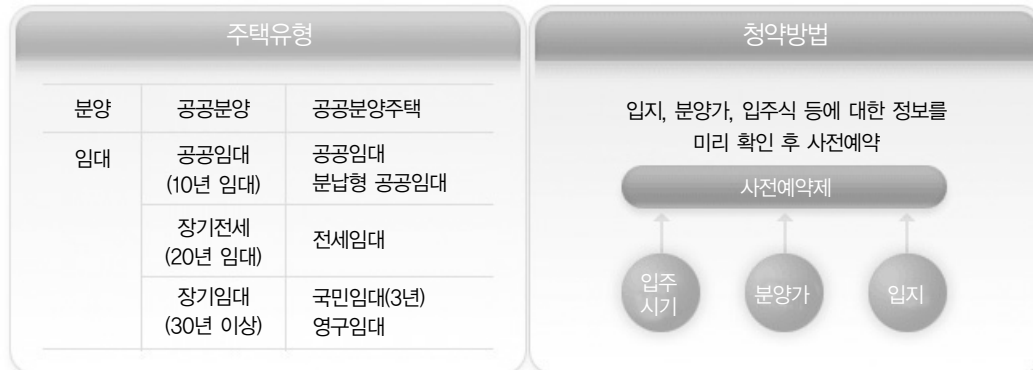 주택유형
분양 공공분양 공공분양주택
임대 공공임대 공공임대
(10년 임대) 분납형 공공임대
장기전세
(20년 임대) 전세임대
장기임대 국민임대(3년)
(30년 이상) 영구임대
청약방법
입지, 분양가, 입주식 등에 대한 정보를
미리 확인 후 사전예약
사전예약제
입주
시기
분양가
입지